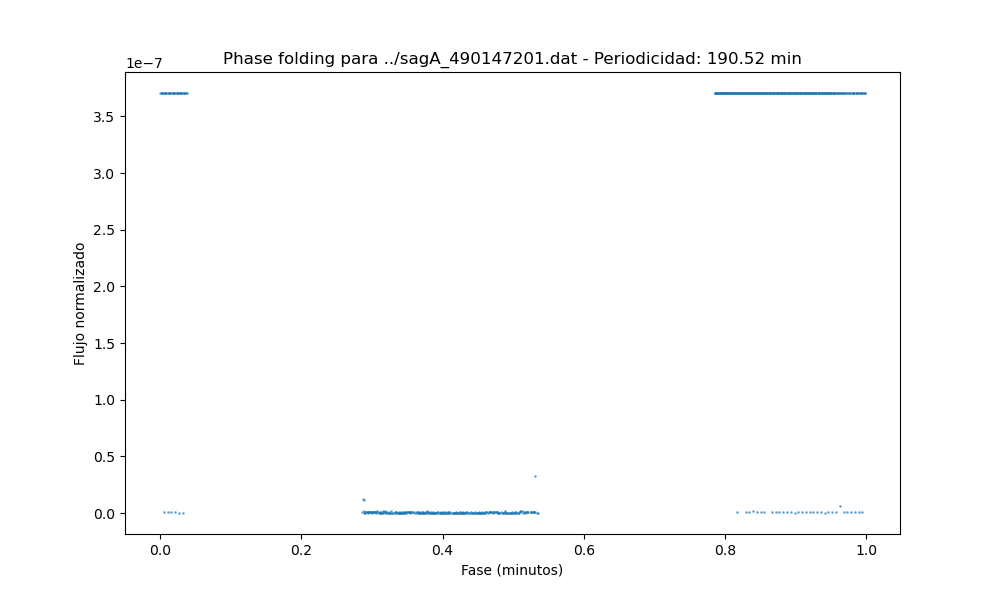 Phase folding para ../sagA_490147201.dat - Periodicidad: 190.52 min
1e−7
3.5
3.0
2.5
2.0
1.5
1.0
0.5
0.0
Flujo normalizado
0.0 0.2 0.4 0.6 0.8 1.0
Fase (minutos)